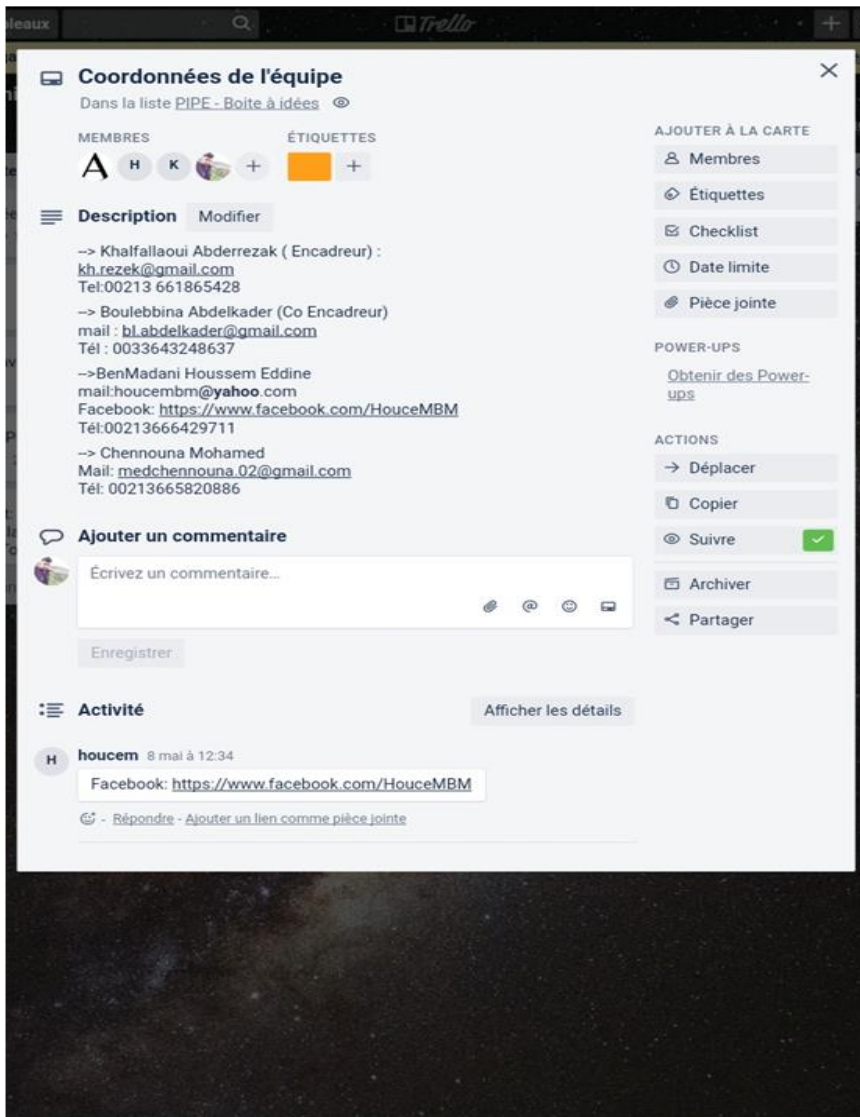 Trello
Coordonnées de l'équipe
Dans la liste PIPE - Boite à idées
MEMBRES
ÉTIQUETTES
A H K +
+
Description Modifier
--> Khalfallaoui Abderrezak ( Encadreur) :
kh.rezek@gmail.com
Tel:00213 661865428
--> Boulebbina Abdelkader (Co Encadreur)
mail : bl.abdelkader@gmail.com
Tél : 0033643248637
-->BenMadani Houssem Eddine
mail:houcembm@yahoo.com
Facebook: https://www.facebook.com/HouceMBM
Tél:00213666429711
--> Chennouna Mohamed
Mail: medchennouna.02@gmail.com
Tél: 00213665820886
Ajouter un commentaire
Écrivez un commentaire...
Enregistrer
Activité Afficher les détails
H houcem 8 mai à 12:34
Facebook: https://www.facebook.com/HouceMBM
Répondre - Ajouter un lien comme pièce jointe
AJOUTER À LA CARTE
Membres
Étiquettes
Checklist
Date limite
Pièce jointe
POWER-UPS
Obtenir des Power-
ups
ACTIONS
Déplacer
Copier
Suivre
Archiver
Partager